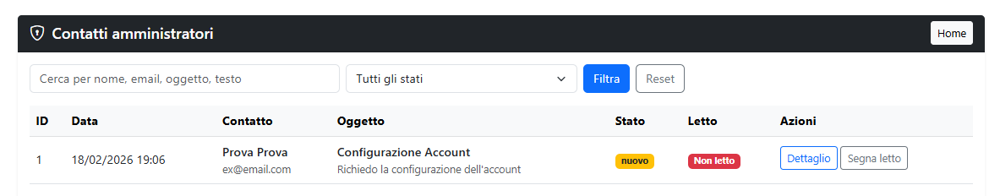 Contatti amministratori Home
Cerca per nome, email, oggetto, testo Tutti gli stati Filtra Reset
ID Data Contatto Oggetto Stato Letto Azioni
1 18/02/2026 19:06 Prova Prova Configurazione Account nuovo Non letto Dettaglio Segna letto
ex@email.com Richiedo la configurazione dell'account